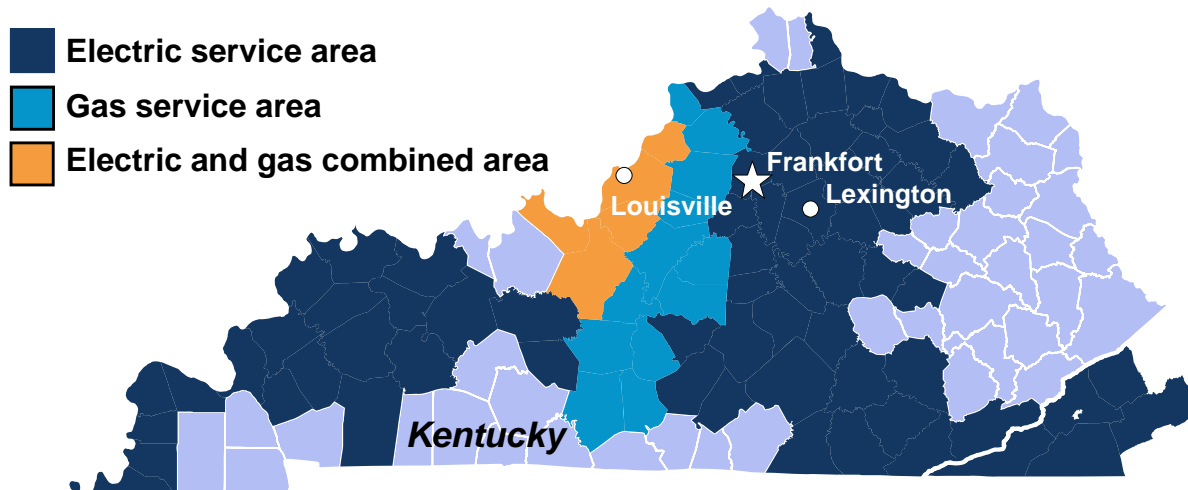 Electric service area
Gas service area
Electric and gas combined area
Frankfort
Louisville
Lexington
Kentucky